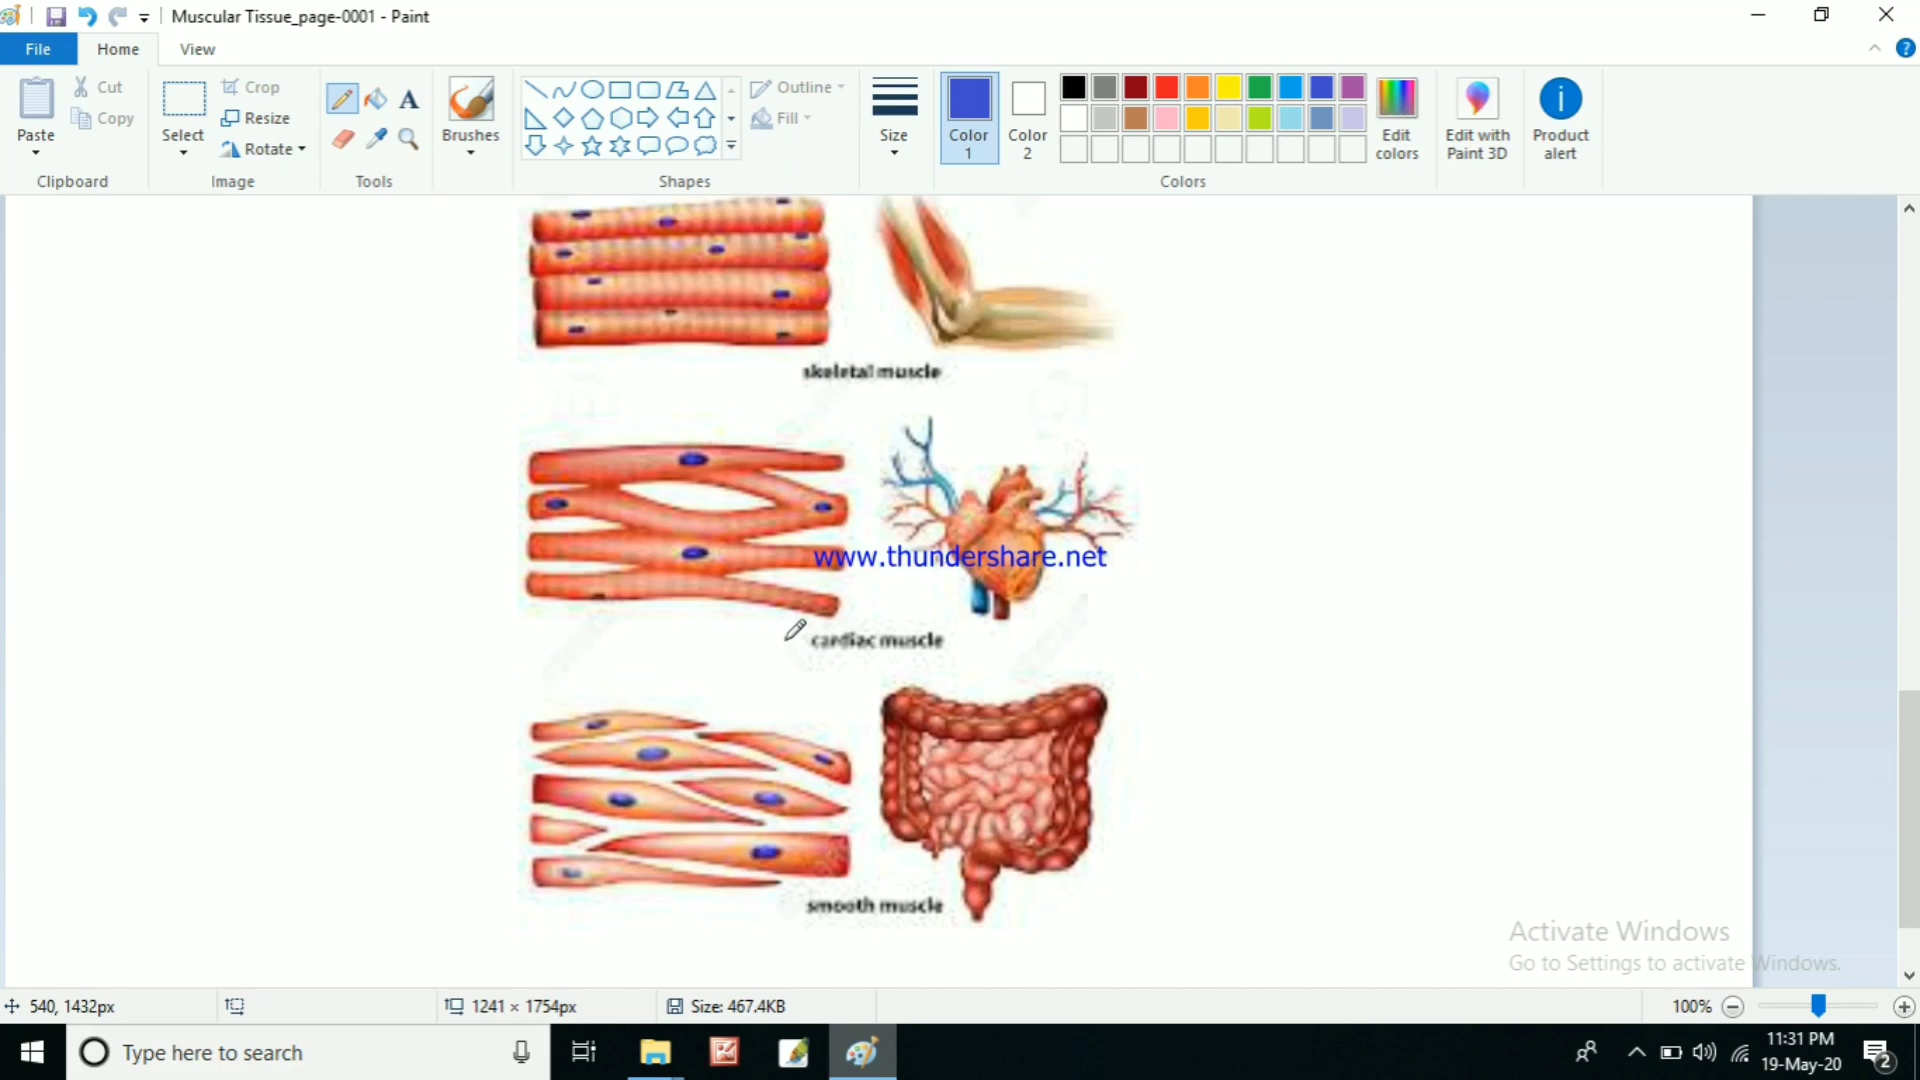 Muscular Tissue_page-0001 - Paint
File Home View
Paste
Cut
Copy
Clipboard
Select
Crop
Resize
Rotate
Image
A
Tools
Brushes
Shapes
Outline
Fill
Size
Color 1
Color 2
Colors
Edit colors
Edit with Paint 3D
Product alert
skeletal muscle
www.thundershare.net
cardiac muscle
smooth muscle
Activate Windows
Go to Settings to activate Windows.
540, 1432px
1241 × 1754px
Size: 467.4KB
100%
Type here to search
11:31 PM
19-May-20
2